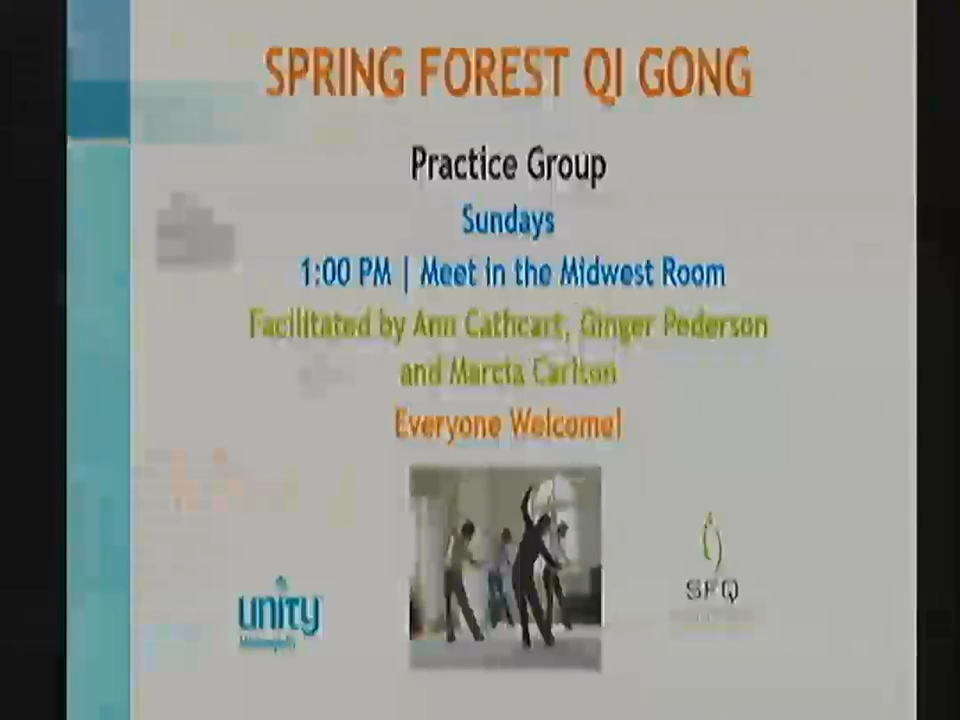 SPRING FOREST QI GONG
Practice Group
Sundays
1:00 PM | Meet in the Midwest Room
Facilitated by Ann Cathcart, Ginger Pederson
and Marcia Carlson
Everyone Welcome!
unity
SFQ